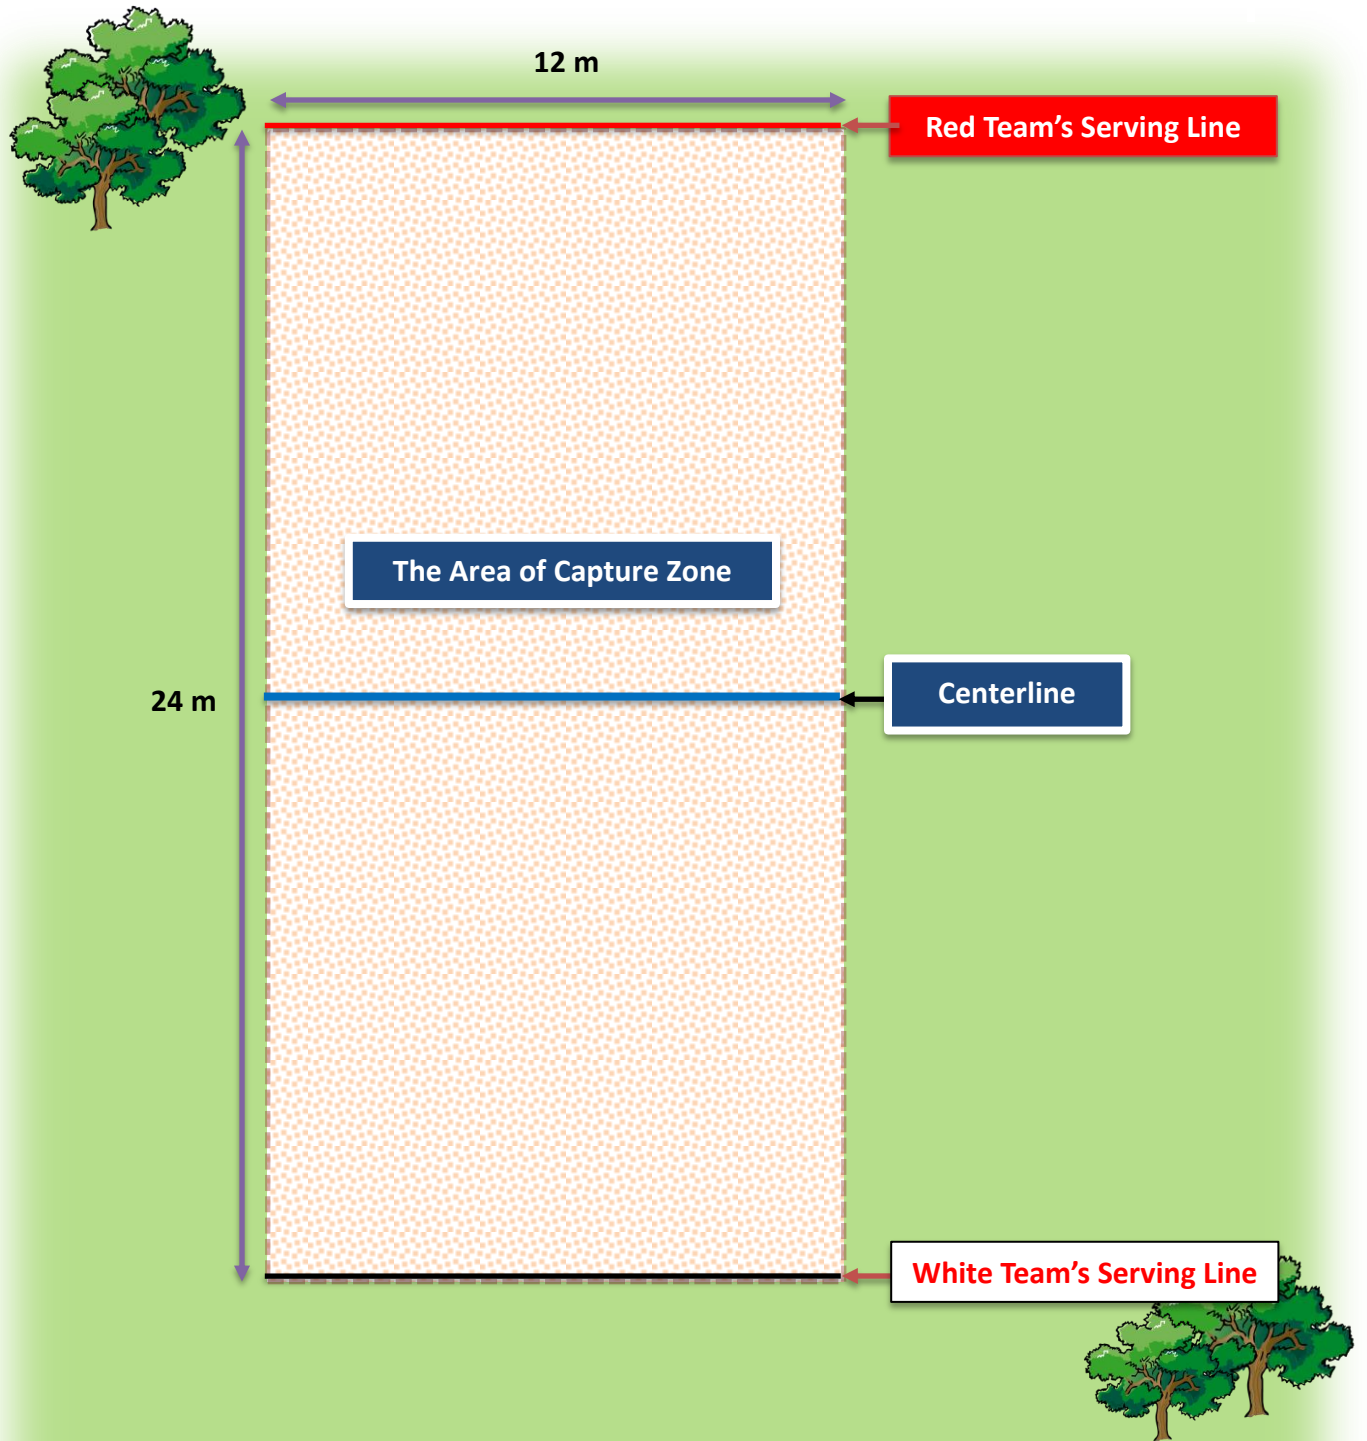 12 m
Red Team’s Serving Line
The Area of Capture Zone
Centerline
24 m
White Team’s Serving Line